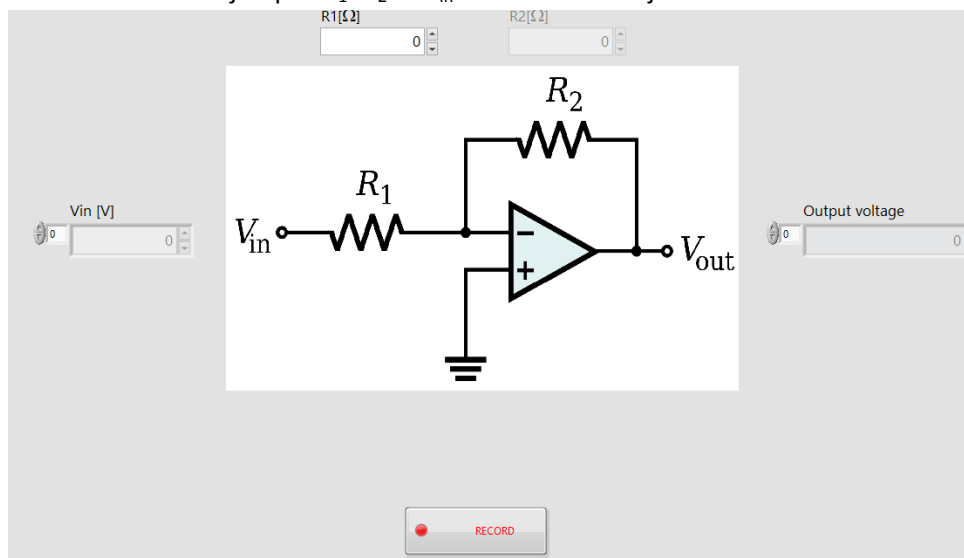 R1[Ω] R2[Ω]
0 0
R₂
R₁
Vin [V] Output voltage
0 0 Vin − Vout 0 0
+
RECORD